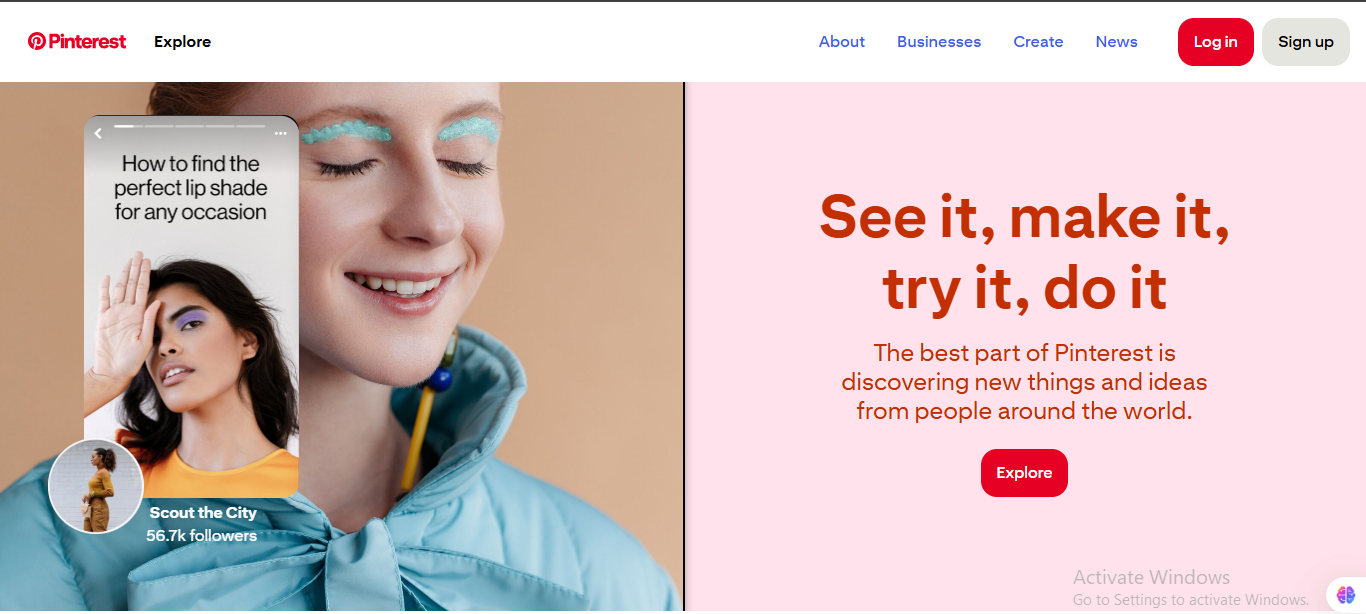 Pinterest Explore About Businesses Create News Log in Sign up
How to find the
perfect lip shade
for any occasion
Scout the City
56.7k followers
See it, make it,
try it, do it
The best part of Pinterest is
discovering new things and ideas
from people around the world.
Explore
Activate Windows
Go to Settings to activate Windows.